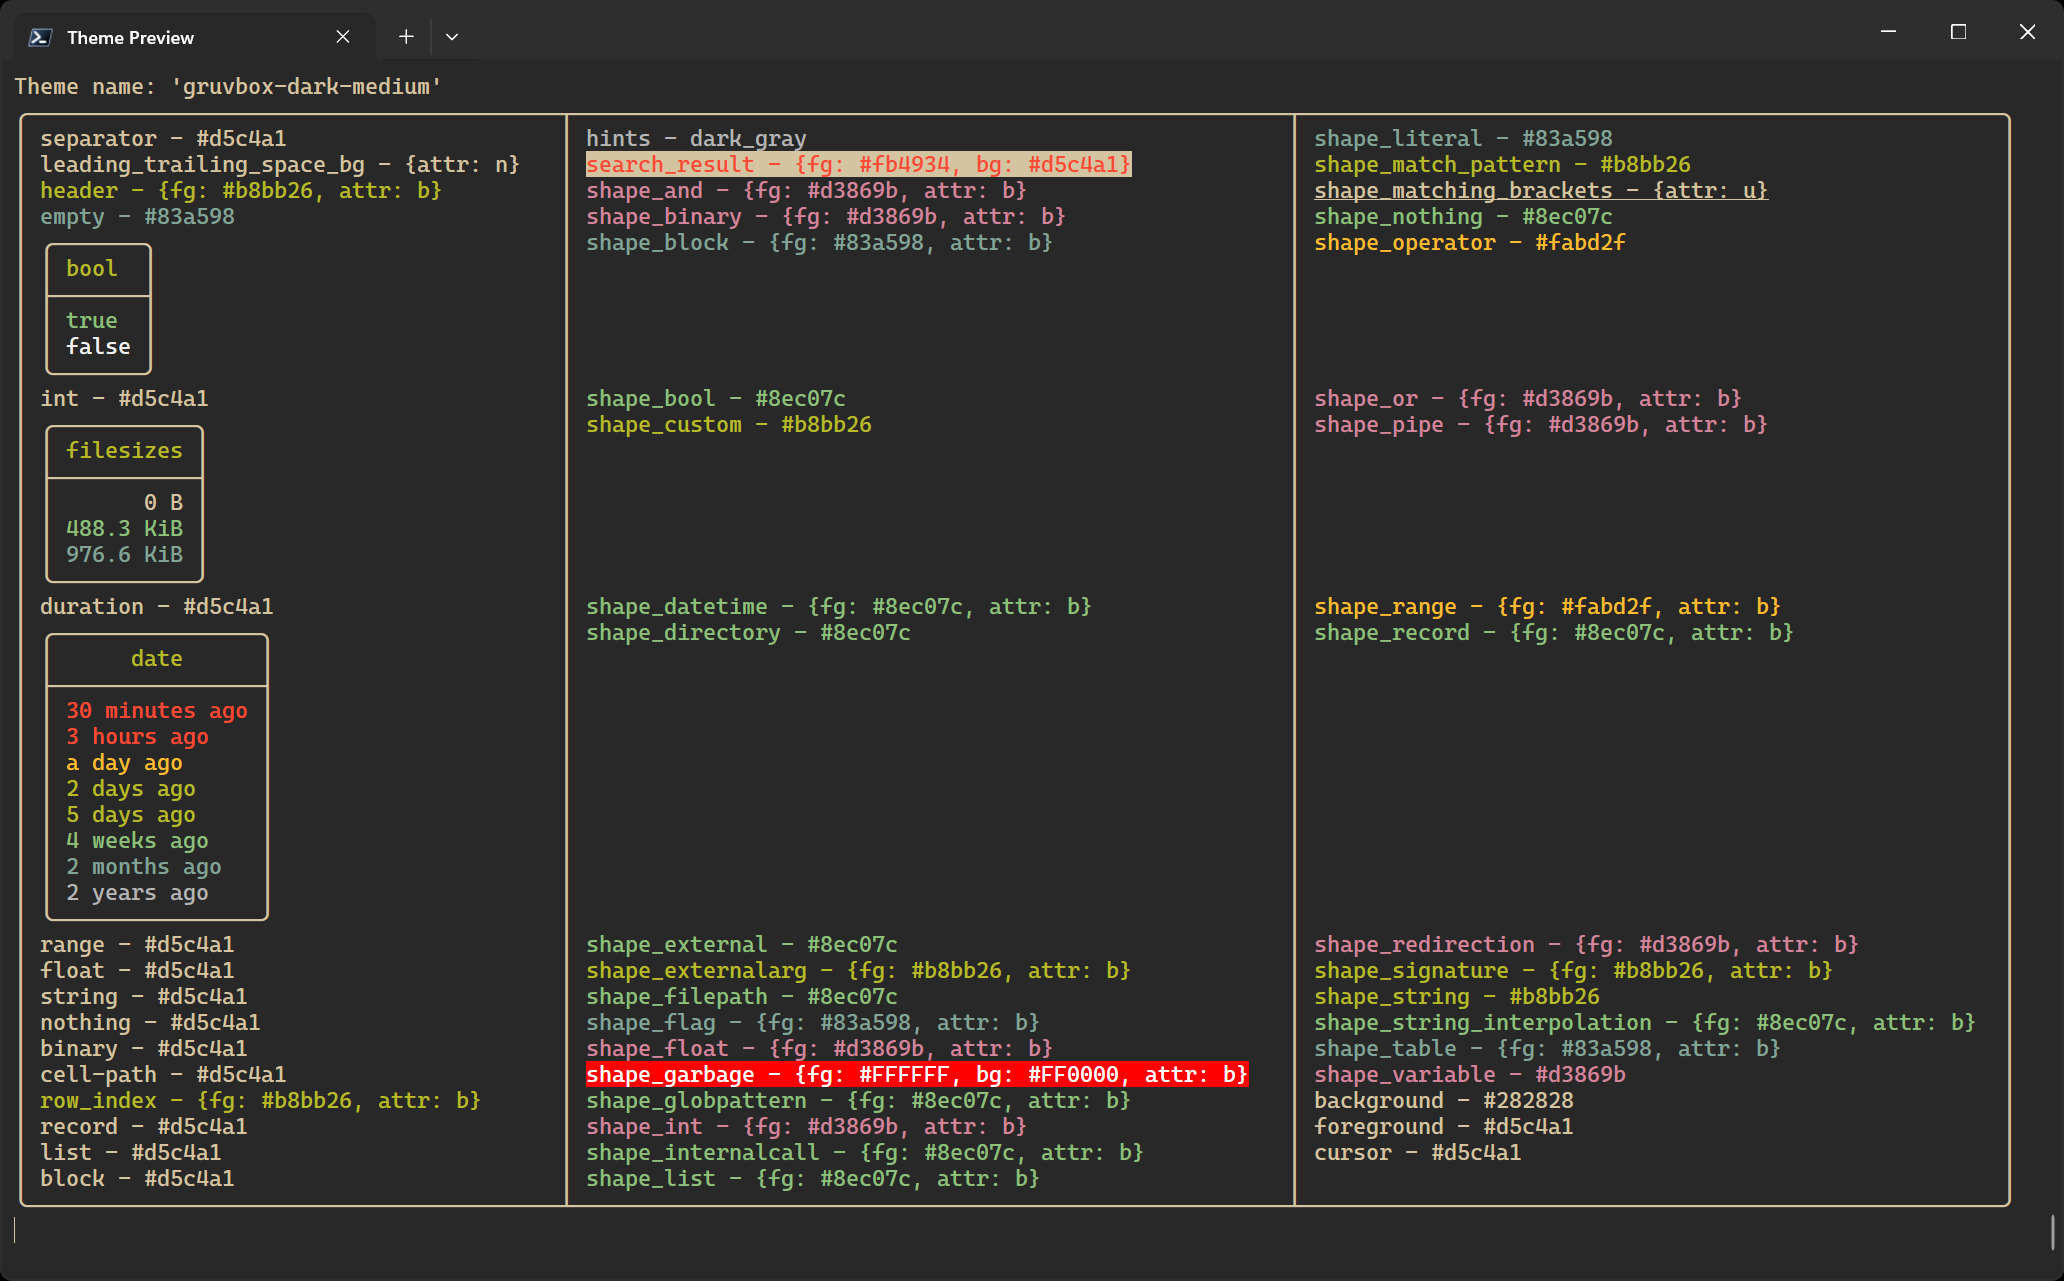 Theme Preview
Theme name: 'gruvbox-dark-medium'
separator - #d5c4a1
leading_trailing_space_bg - {attr: n}
header - {fg: #b8bb26, attr: b}
empty - #83a598
bool
true
false
int - #d5c4a1
filesizes
0 B
488.3 KiB
976.6 KiB
duration - #d5c4a1
date
30 minutes ago
3 hours ago
a day ago
2 days ago
5 days ago
4 weeks ago
2 months ago
2 years ago
range - #d5c4a1
float - #d5c4a1
string - #d5c4a1
nothing - #d5c4a1
binary - #d5c4a1
cell-path - #d5c4a1
row_index - {fg: #b8bb26, attr: b}
record - #d5c4a1
list - #d5c4a1
block - #d5c4a1
hints - dark_gray
search_result - {fg: #fb4934, bg: #d5c4a1}
shape_and - {fg: #d3869b, attr: b}
shape_binary - {fg: #d3869b, attr: b}
shape_block - {fg: #83a598, attr: b}
shape_bool - #8ec07c
shape_custom - #b8bb26
shape_datetime - {fg: #8ec07c, attr: b}
shape_directory - #8ec07c
shape_external - #8ec07c
shape_externalarg - {fg: #b8bb26, attr: b}
shape_filepath - #8ec07c
shape_flag - {fg: #83a598, attr: b}
shape_float - {fg: #d3869b, attr: b}
shape_garbage - {fg: #FFFFFF, bg: #FF0000, attr: b}
shape_globpattern - {fg: #8ec07c, attr: b}
shape_int - {fg: #d3869b, attr: b}
shape_internalcall - {fg: #8ec07c, attr: b}
shape_list - {fg: #8ec07c, attr: b}
shape_literal - #83a598
shape_match_pattern - #b8bb26
shape_matching_brackets - {attr: u}
shape_nothing - #8ec07c
shape_operator - #fabd2f
shape_or - {fg: #d3869b, attr: b}
shape_pipe - {fg: #d3869b, attr: b}
shape_range - {fg: #fabd2f, attr: b}
shape_record - {fg: #8ec07c, attr: b}
shape_redirection - {fg: #d3869b, attr: b}
shape_signature - {fg: #b8bb26, attr: b}
shape_string - #b8bb26
shape_string_interpolation - {fg: #8ec07c, attr: b}
shape_table - {fg: #83a598, attr: b}
shape_variable - #d3869b
background - #282828
foreground - #d5c4a1
cursor - #d5c4a1